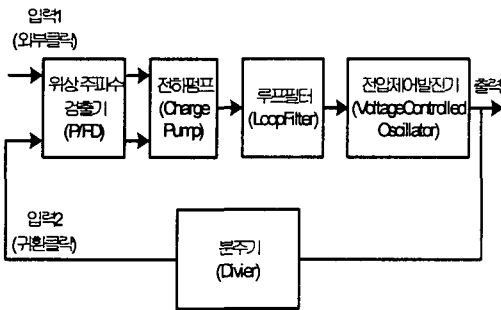 입력1
(외부클럭)
위상 주파수
검출기
(P/FD)
전하펌프
(Charge
Pump)
루프필터
(LoopFilter)
전압제어발진기
(VoltageControlled
Oscillator)
출력
입력2
(귀환클럭)
분주기
(Divier)